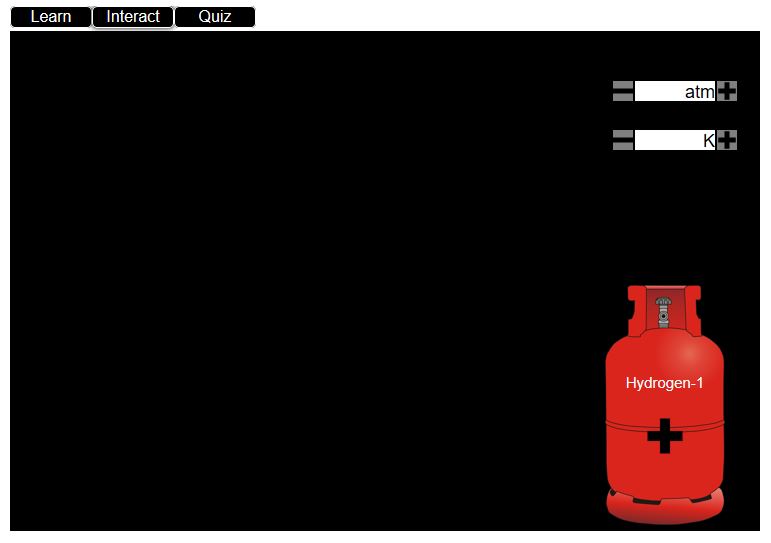 Learn
Interact
Quiz
atm
K
Hydrogen-1